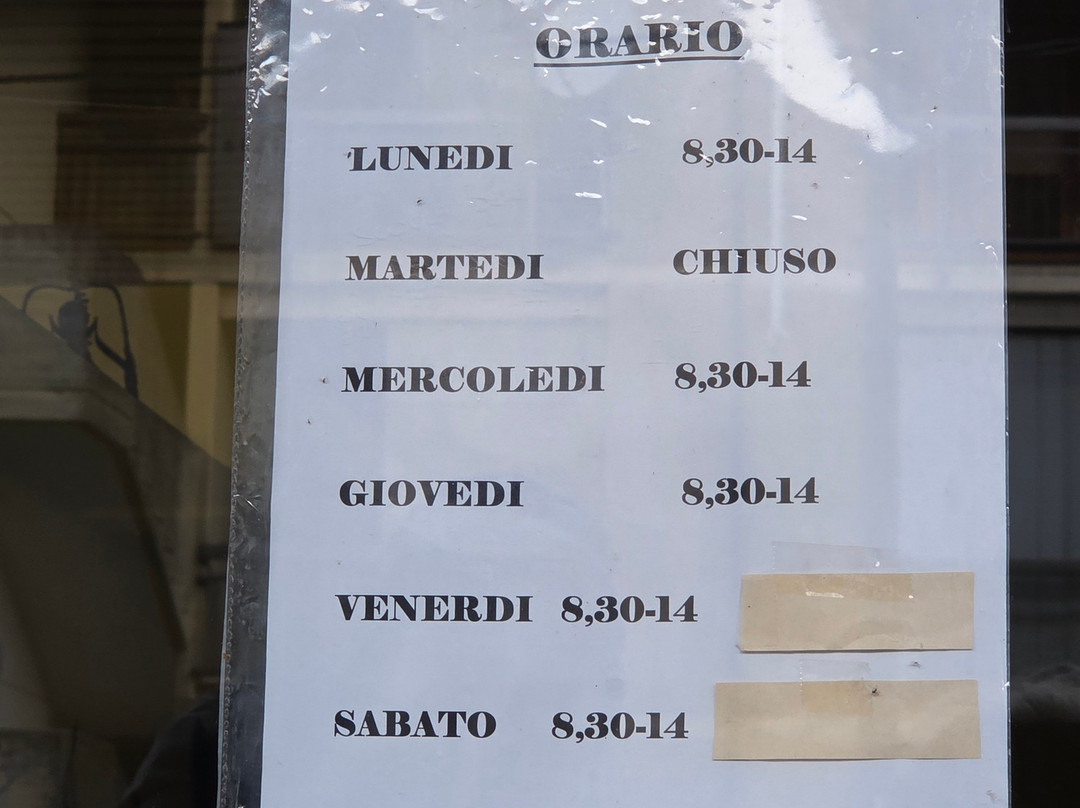 ORARIO
LUNEDI 8,30-14
MARTEDI CHIUSO
MERCOLEDI 8,30-14
GIOVEDI 8,30-14
VENERDI 8,30-14
SABATO 8,30-14